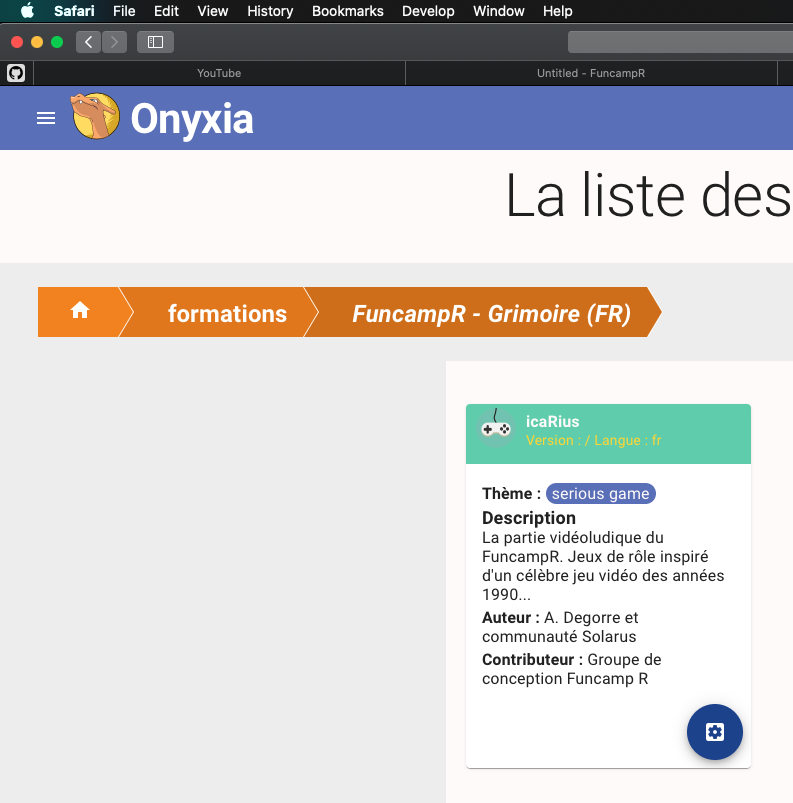 Safari File Edit View History Bookmarks Develop Window Help
YouTube Untitled - FuncampR
Onyxia
La liste des
formations FuncampR - Grimoire (FR)
icaRius
Version : / Langue : fr
Thème : serious game
Description
La partie vidéoludique du
FuncampR. Jeux de rôle inspiré
d'un célèbre jeu vidéo des années
1990...
Auteur : A. Degorre et
communauté Solarus
Contributeur : Groupe de
conception Funcamp R